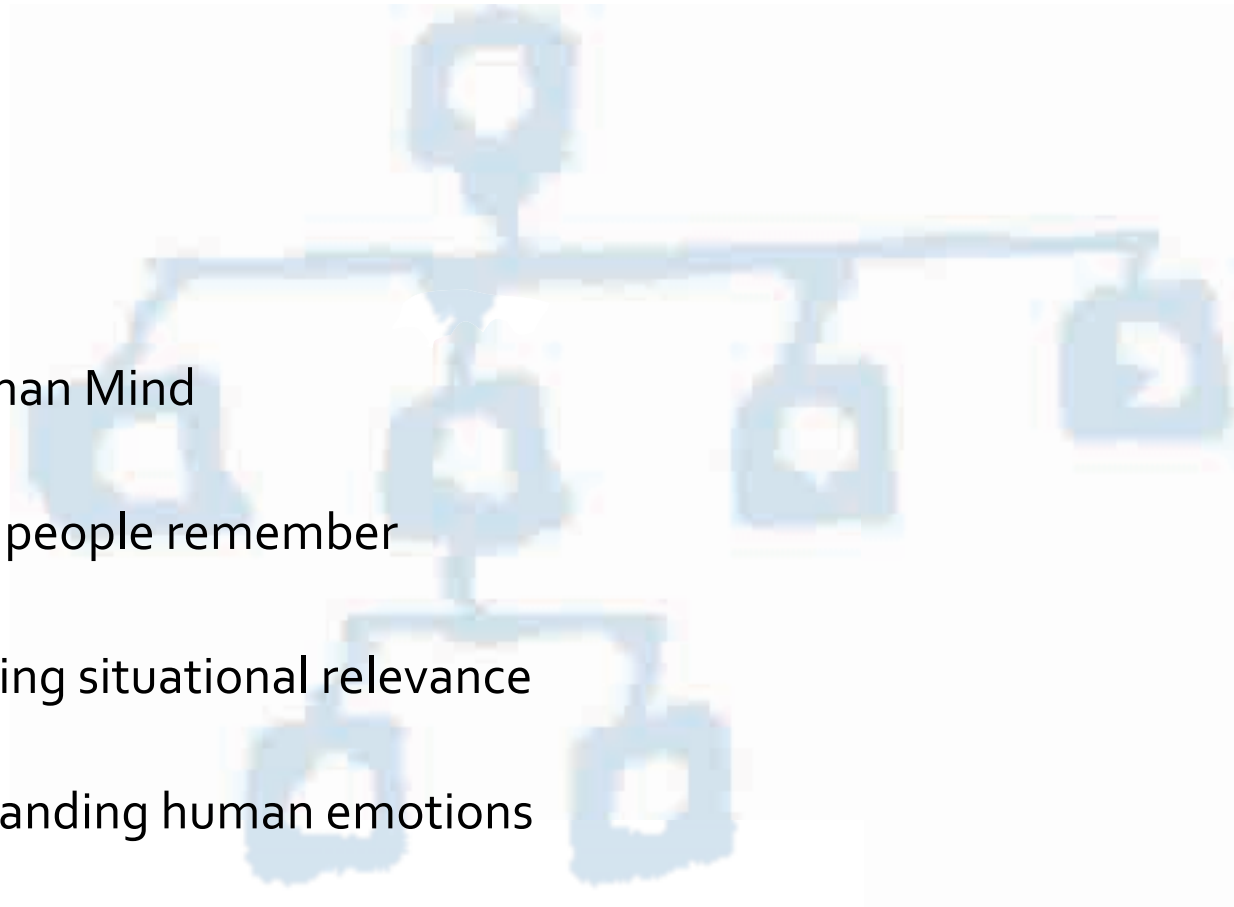 nan Mind
people remember
ing situational relevance
anding human emotions